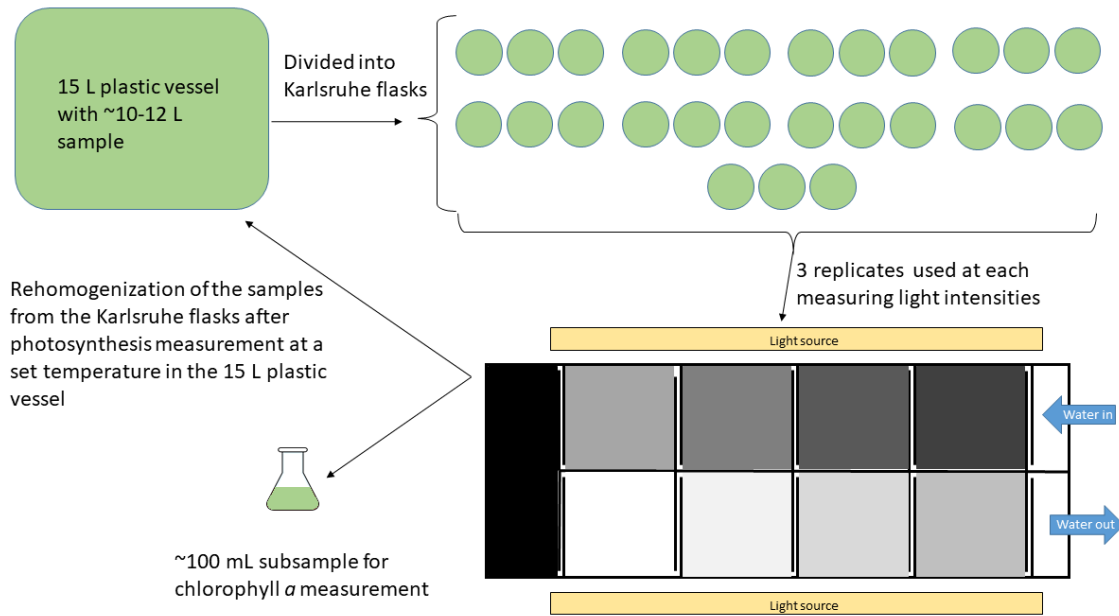 15 L plastic vessel
with ~10-12 L
sample
Divided into
Karlsruhe flasks
3 replicates used at each
measuring light intensities
Rehomogenization of the samples
from the Karlsruhe flasks after
photosynthesis measurement at a
set temperature in the 15 L plastic
vessel
Light source
Water in
Water out
Light source
~100 mL subsample for
chlorophyll a measurement